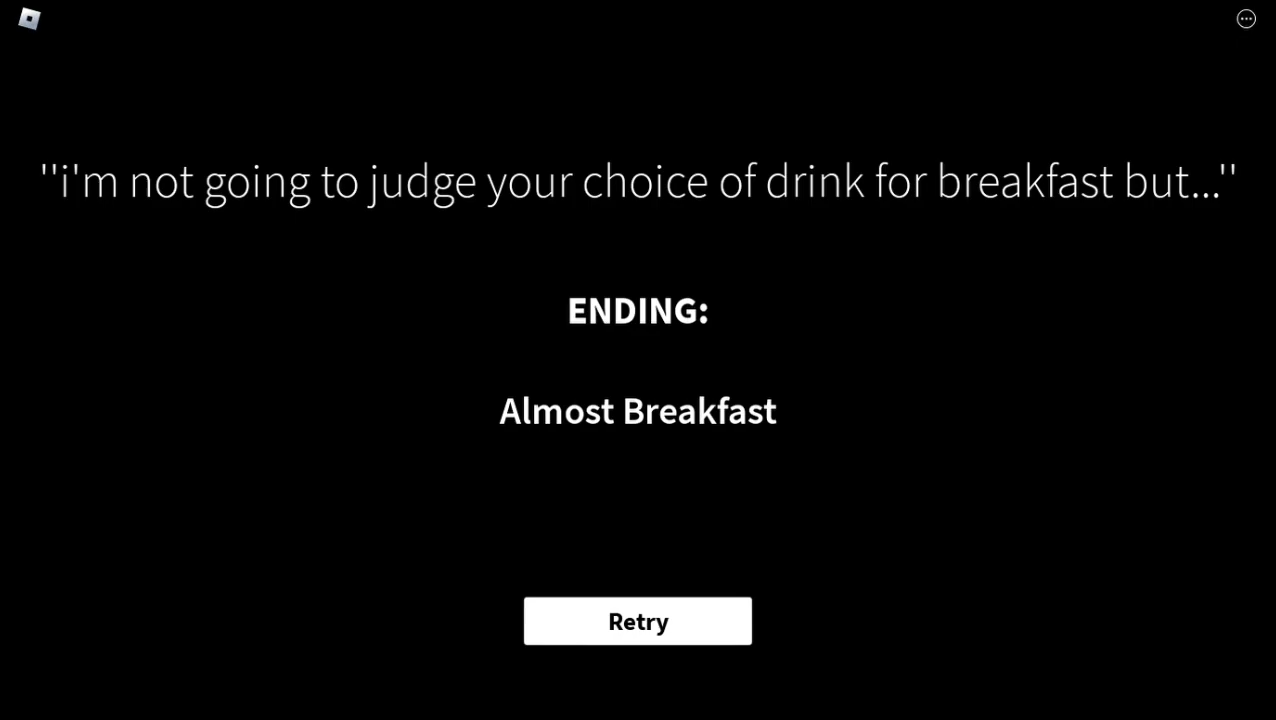 ''i'm not going to judge your choice of drink for breakfast but...''
ENDING:
Almost Breakfast
Retry